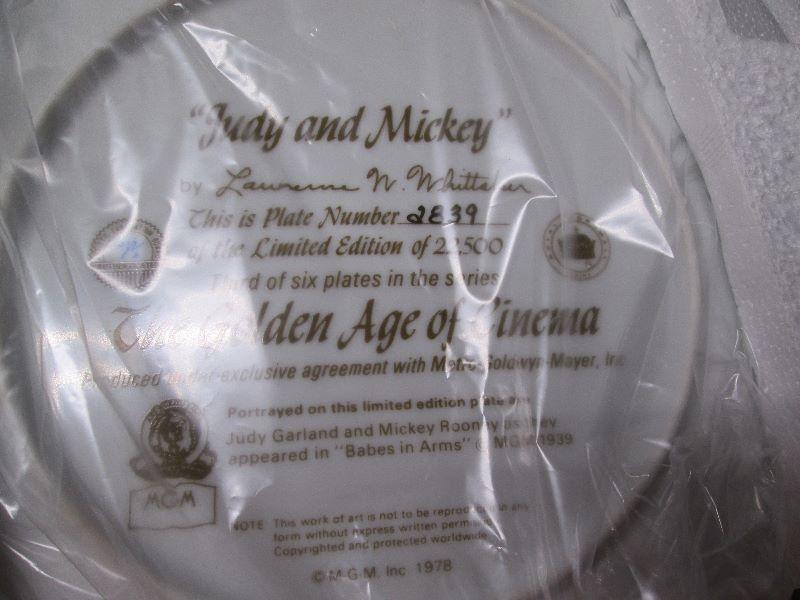 "Judy and Mickey"
by Lawrence W. Whittaker
This is Plate Number 2839
of the Limited Edition of 22,500
Third of six plates in the series
The Golden Age of Cinema
Produced under exclusive agreement with Metro-Goldwyn-Mayer, Inc
Portrayed on this limited edition plate are
Judy Garland and Mickey Rooney as they
appeared in "Babes in Arms" © MGM 1939
MGM
NOTE: This work of art is not to be reproduced in any
form without express written permission
Copyrighted and protected worldwide
© M-G-M, Inc 1978